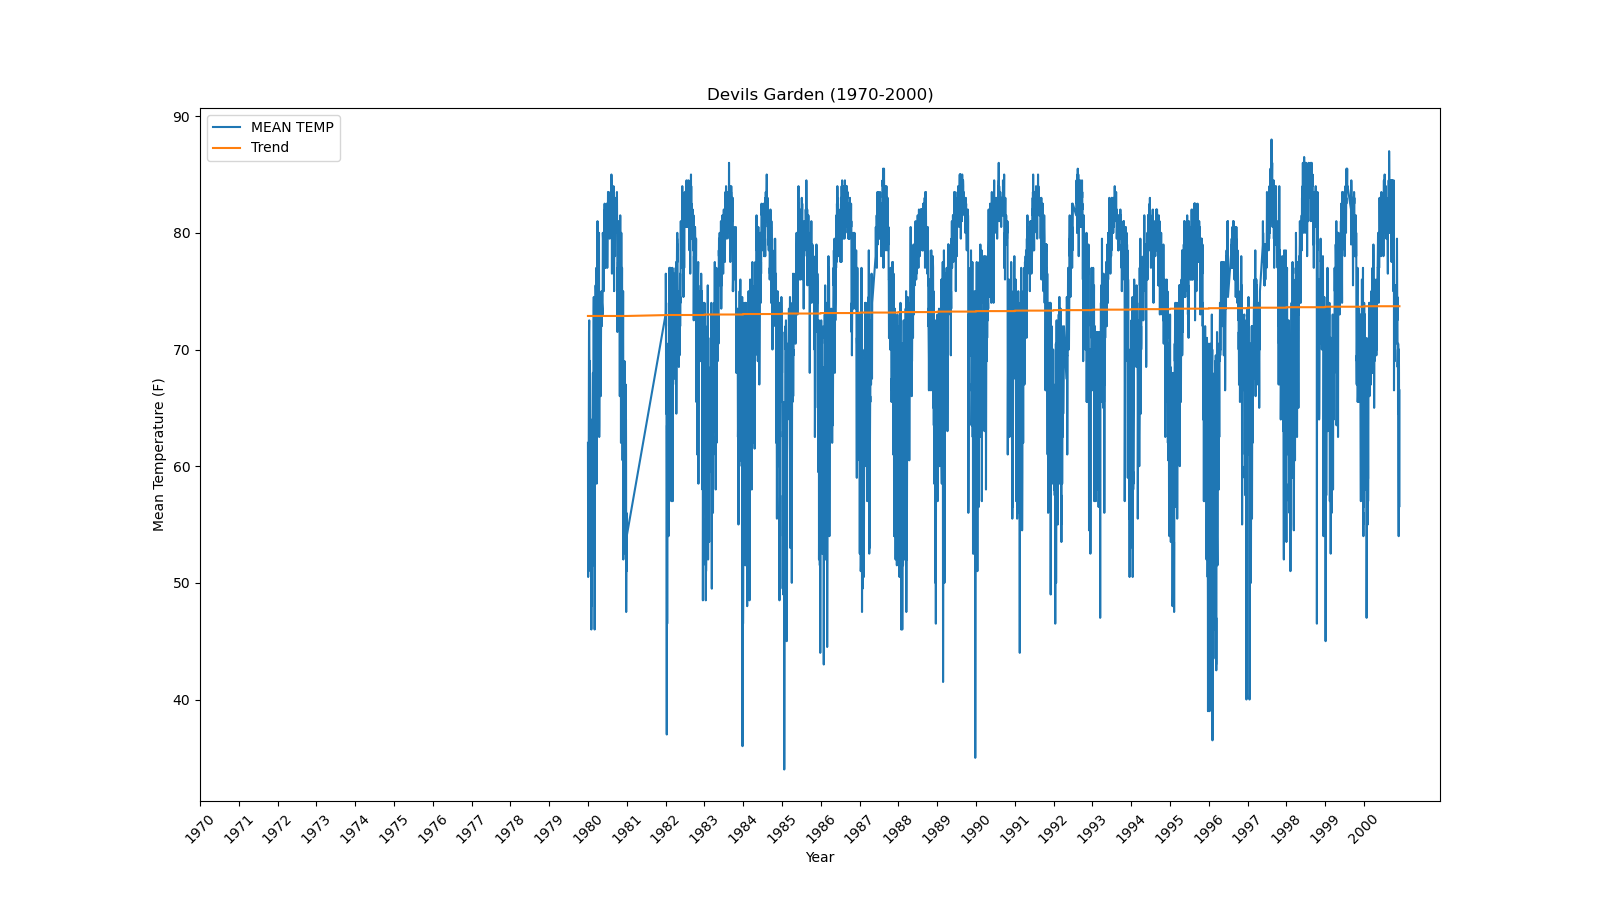 Devils Garden (1970-2000)
MEAN TEMP
Trend
90
80
70
60
50
40
Mean Temperature (F)
1970 1971 1972 1973 1974 1975 1976 1977 1978 1979 1980 1981 1982 1983 1984 1985 1986 1987 1988 1989 1990 1991 1992 1993 1994 1995 1996 1997 1998 1999 2000
Year